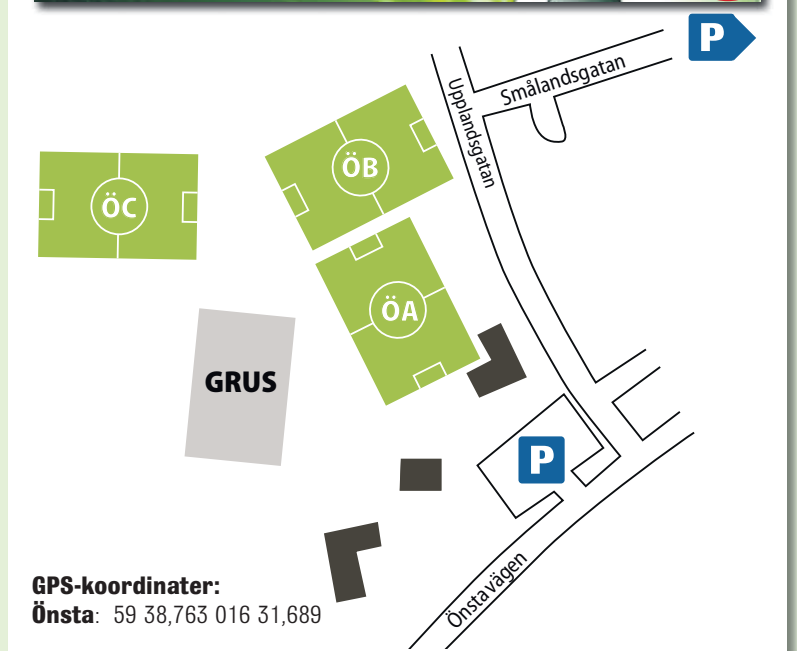 P
Smålandsgatan
Upplandsgatan
ÖB
ÖC
ÖA
GRUS
P
Önstavägen
GPS-koordinater:
Önsta: 59 38,763 016 31,689